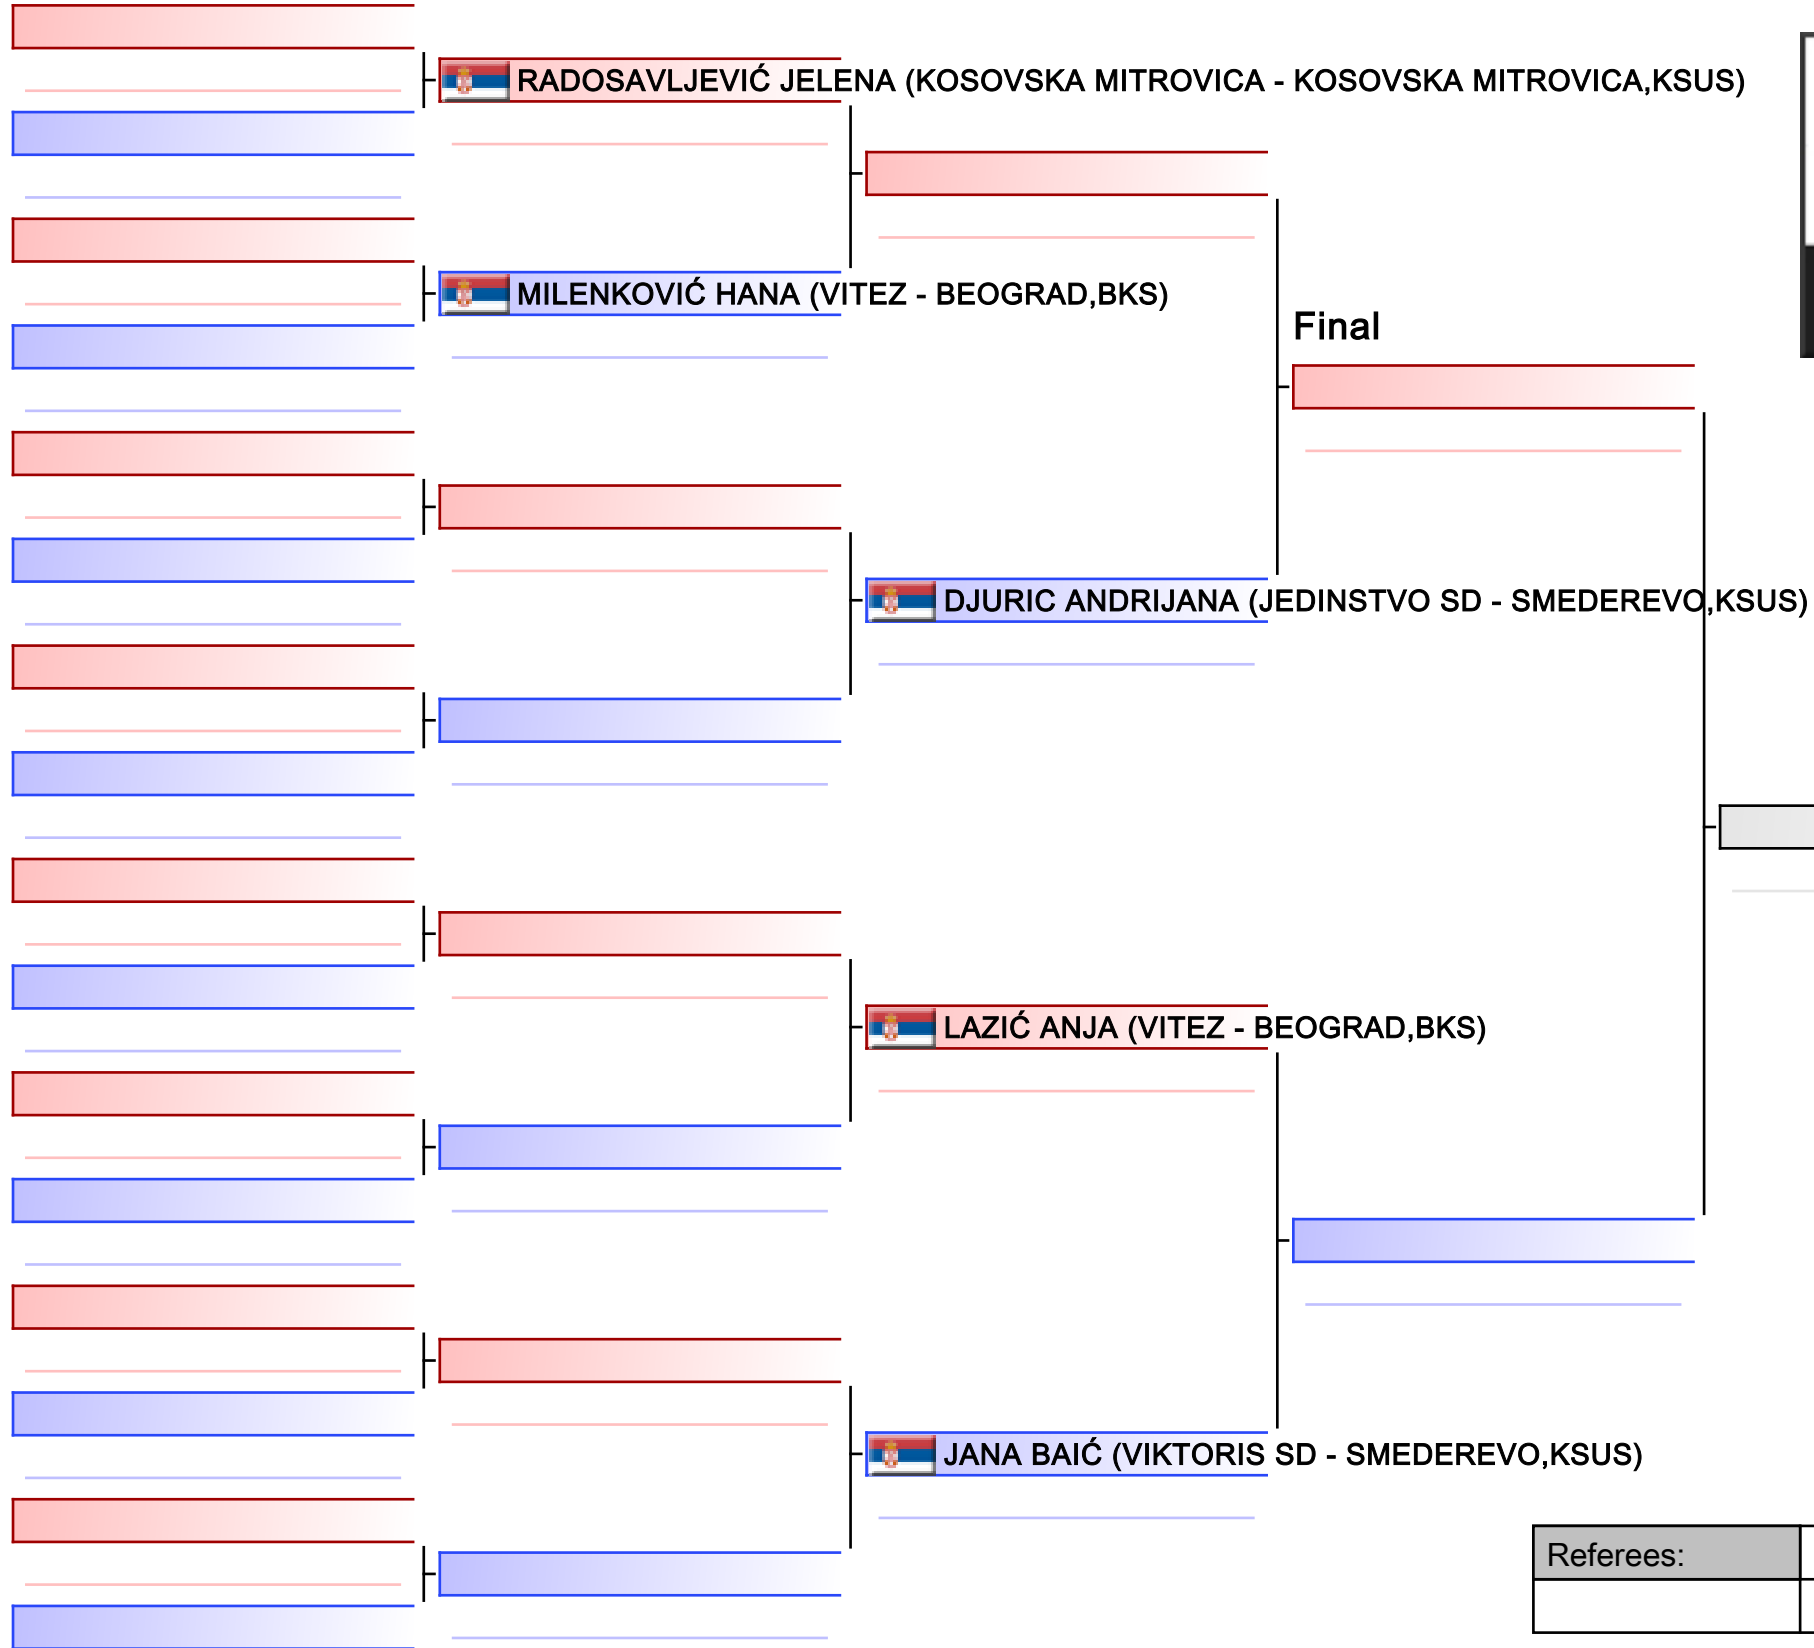 RADOSAVLJEVIĆ JELENA (KOSOVSKA MITROVICA - KOSOVSKA MITROVICA,KSUS)
MILENKOVIĆ HANA (VITEZ - BEOGRAD,BKS)
Final
DJURIC ANDRIJANA (JEDINSTVO SD - SMEDEREVO,KSUS)
LAZIĆ ANJA (VITEZ - BEOGRAD,BKS)
JANA BAIĆ (VIKTORIS SD - SMEDEREVO,KSUS)
Referees: